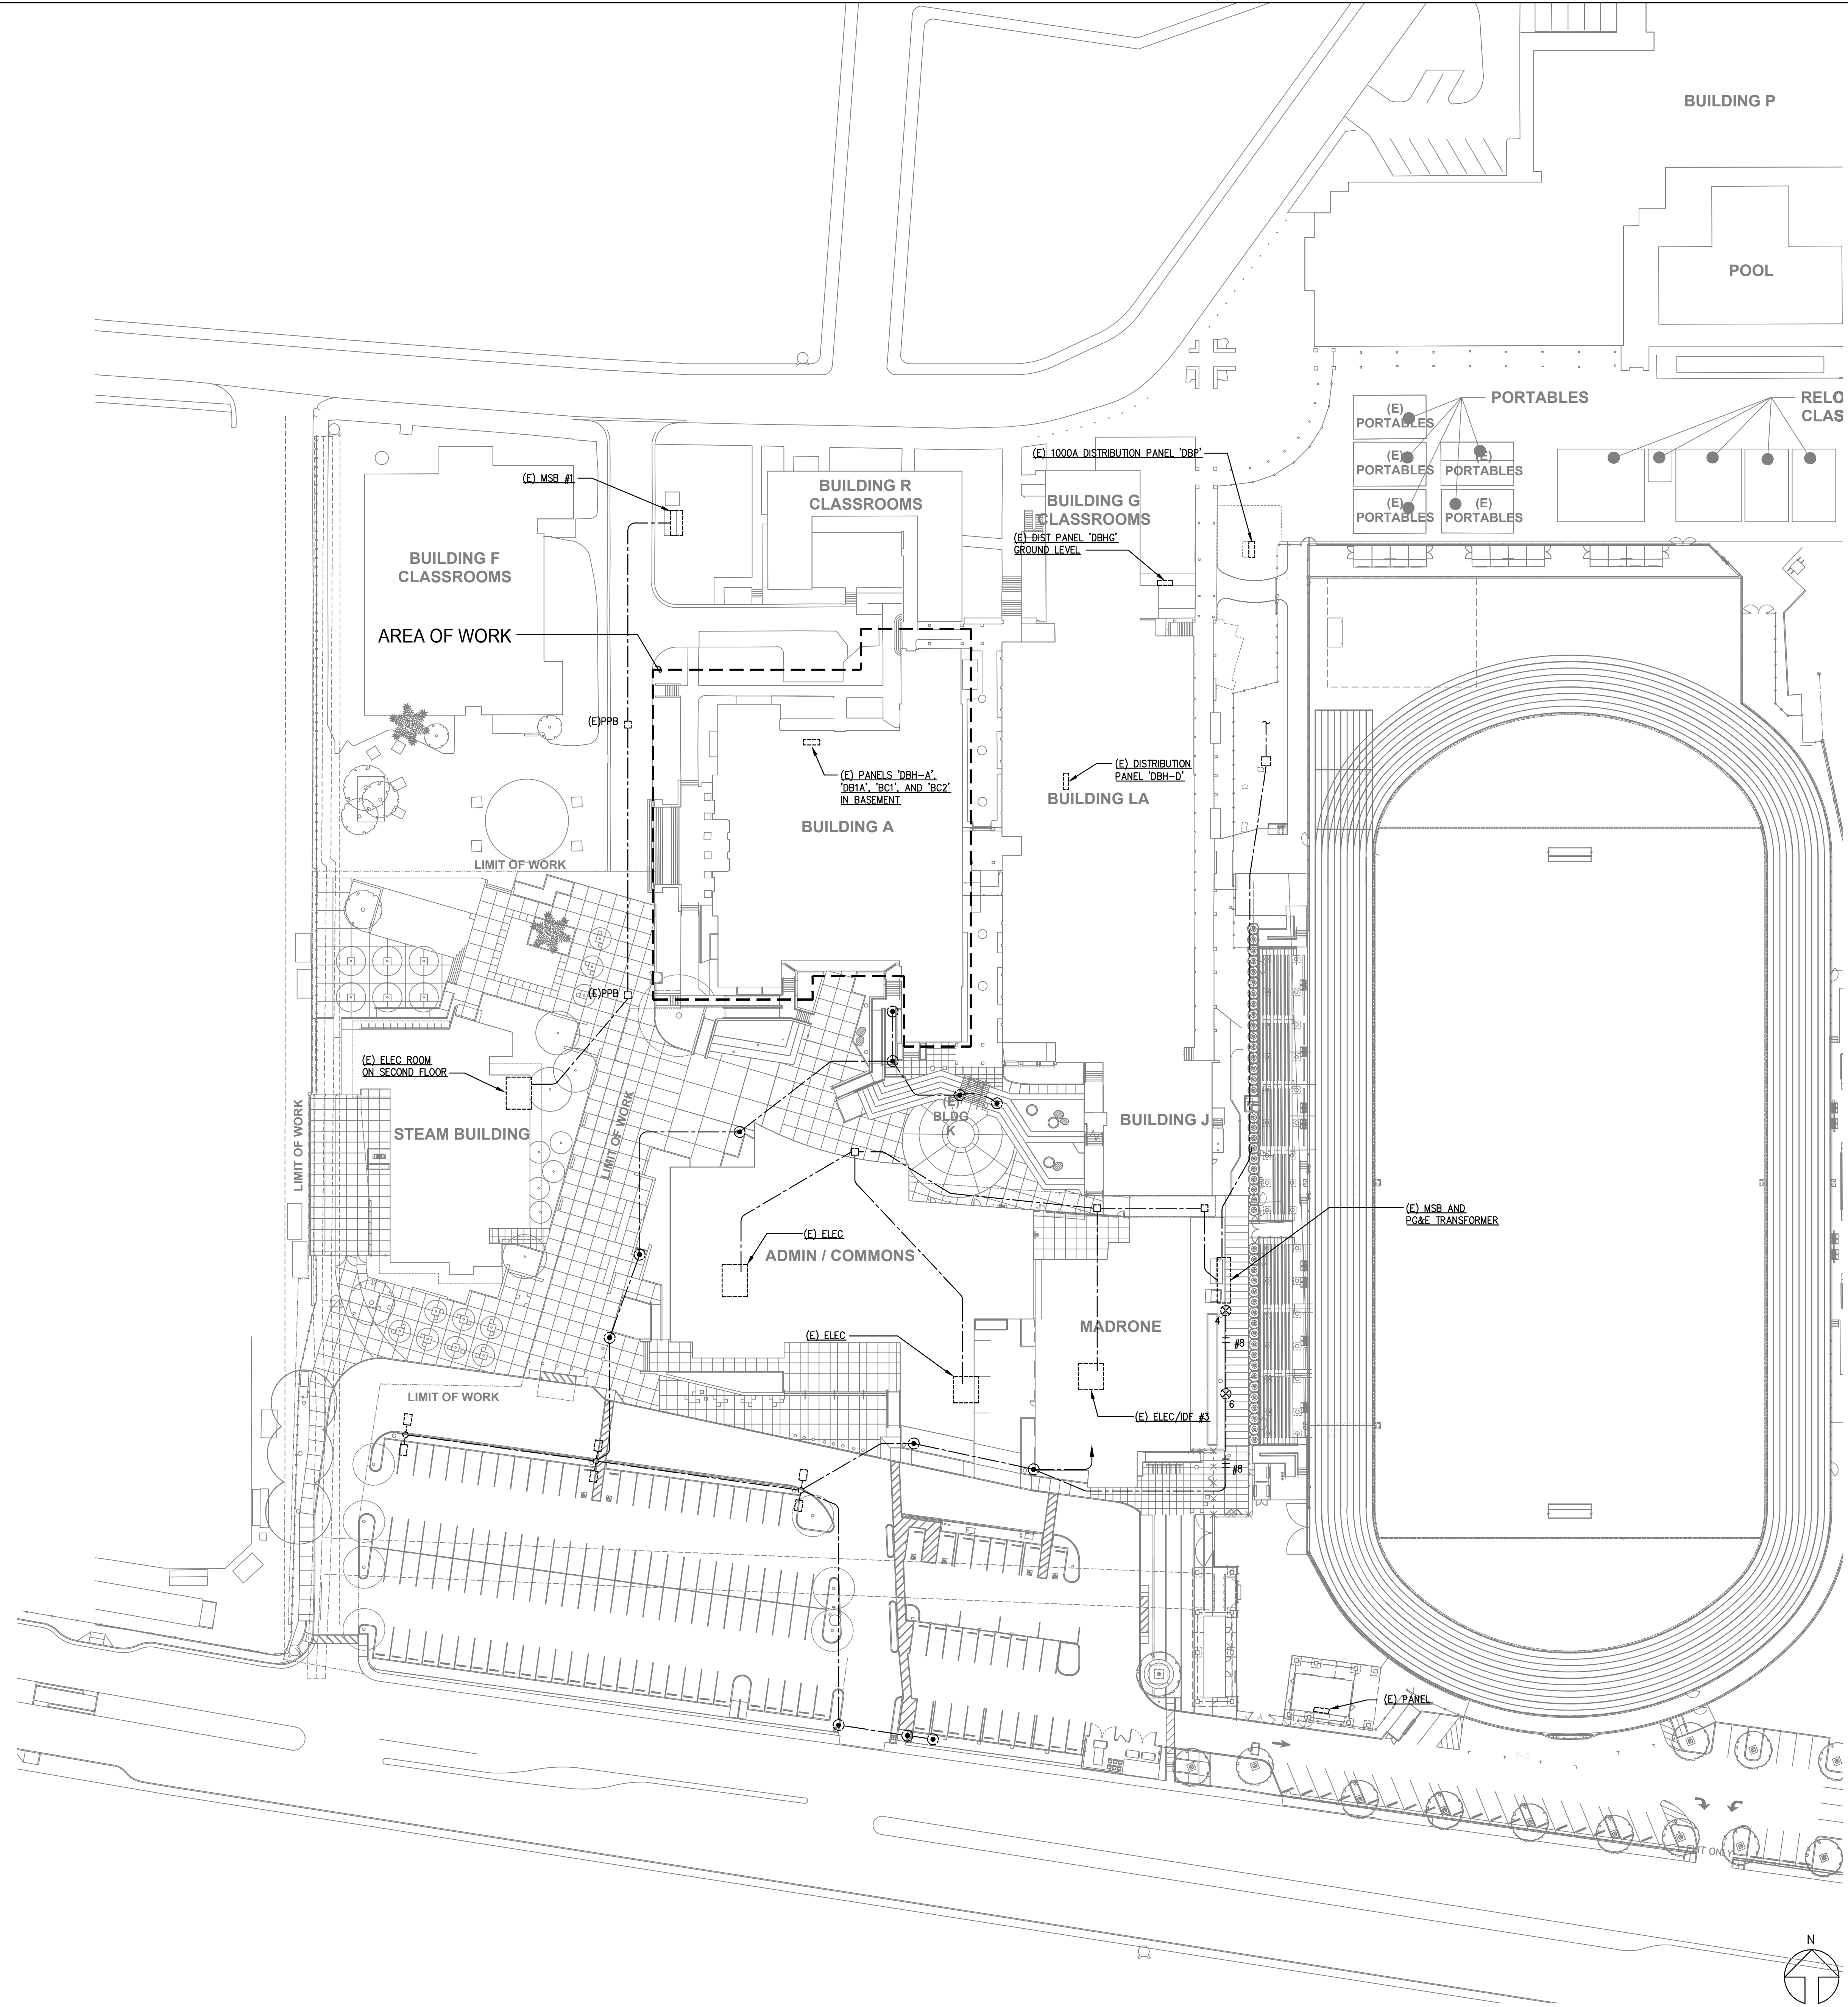 BUILDING P
POOL
PORTABLES
RELO
CLAS
(E)
PORTABLES
(E)
PORTABLES
(E)
PORTABLES
(E)
PORTABLES
(E)
PORTABLES
(E) 1000A DISTRIBUTION PANEL 'DBP'
(E) MSB #1
BUILDING R
CLASSROOMS
BUILDING G
CLASSROOMS
(E) DIST PANEL 'DBHG'
GROUND LEVEL
BUILDING F
CLASSROOMS
AREA OF WORK
(E)PPB
(E) PANELS 'DBH-A',
'DB1A', 'BC1', AND 'BC2'
IN BASEMENT
BUILDING A
(E) DISTRIBUTION
PANEL 'DBH-D'
BUILDING LA
LIMIT OF WORK
(E)PPB
(E) ELEC ROOM
ON SECOND FLOOR
STEAM BUILDING
LIMIT OF WORK
LIMIT OF WORK
(E)
BLDG
K
BUILDING J
(E) MSB AND
PG&E TRANSFORMER
(E) ELEC
ADMIN / COMMONS
(E) ELEC
MADRONE
4
#8
6
(E) ELEC/IDF #3
#8
LIMIT OF WORK
(E) PANEL
IT ONLY
N